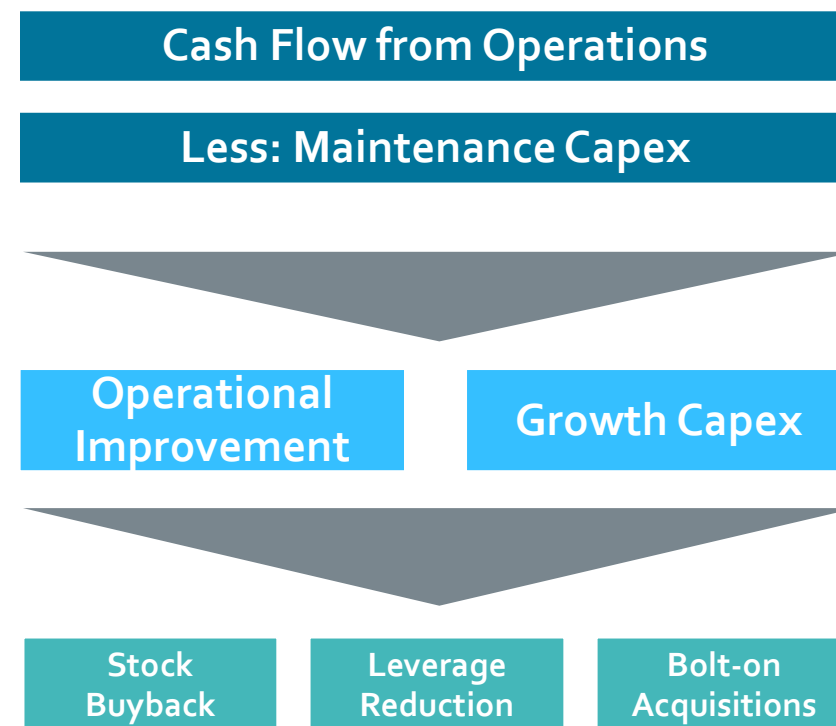 Cash Flow from Operations
Less: Maintenance Capex
Operational
Improvement
Growth Capex
Stock
Buyback
Leverage
Reduction
Bolt-on
Acquisitions